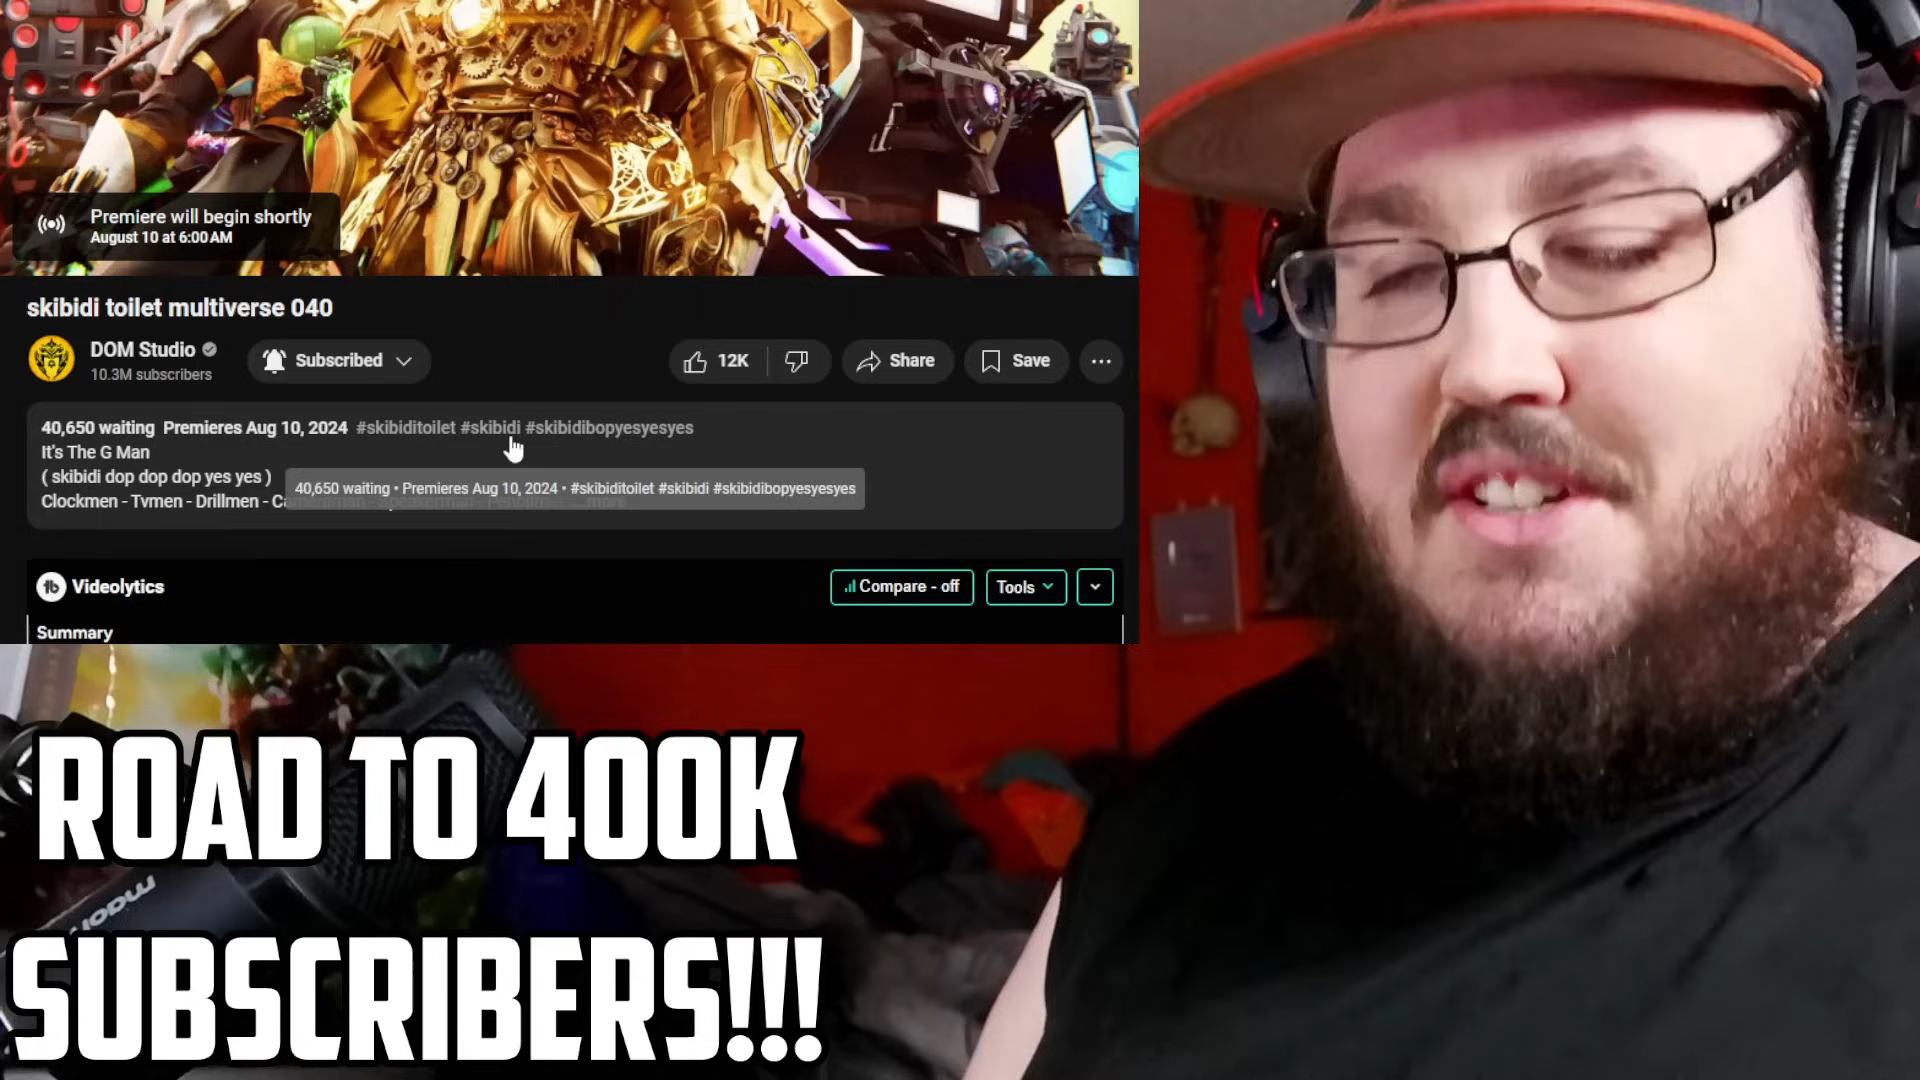 Premiere will begin shortly
August 10 at 6:00 AM
skibidi toilet multiverse 040
DOM Studio
10.3M subscribers
Subscribed
12K
Share
Save
40,650 waiting Premieres Aug 10, 2024 #skibiditoilet #skibidi #skibidibopyesyesyes
It's The G Man
( skibidi dop dop dop yes yes )
40,650 waiting • Premieres Aug 10, 2024 • #skibiditoilet #skibidi #skibidibopyesyesyes
Clockmen - Tvmen - Drillmen -
...more
tb Videolytics
Compare - off
Tools
Summary
ROAD TO 400K
SUBSCRIBERS!!!
maono